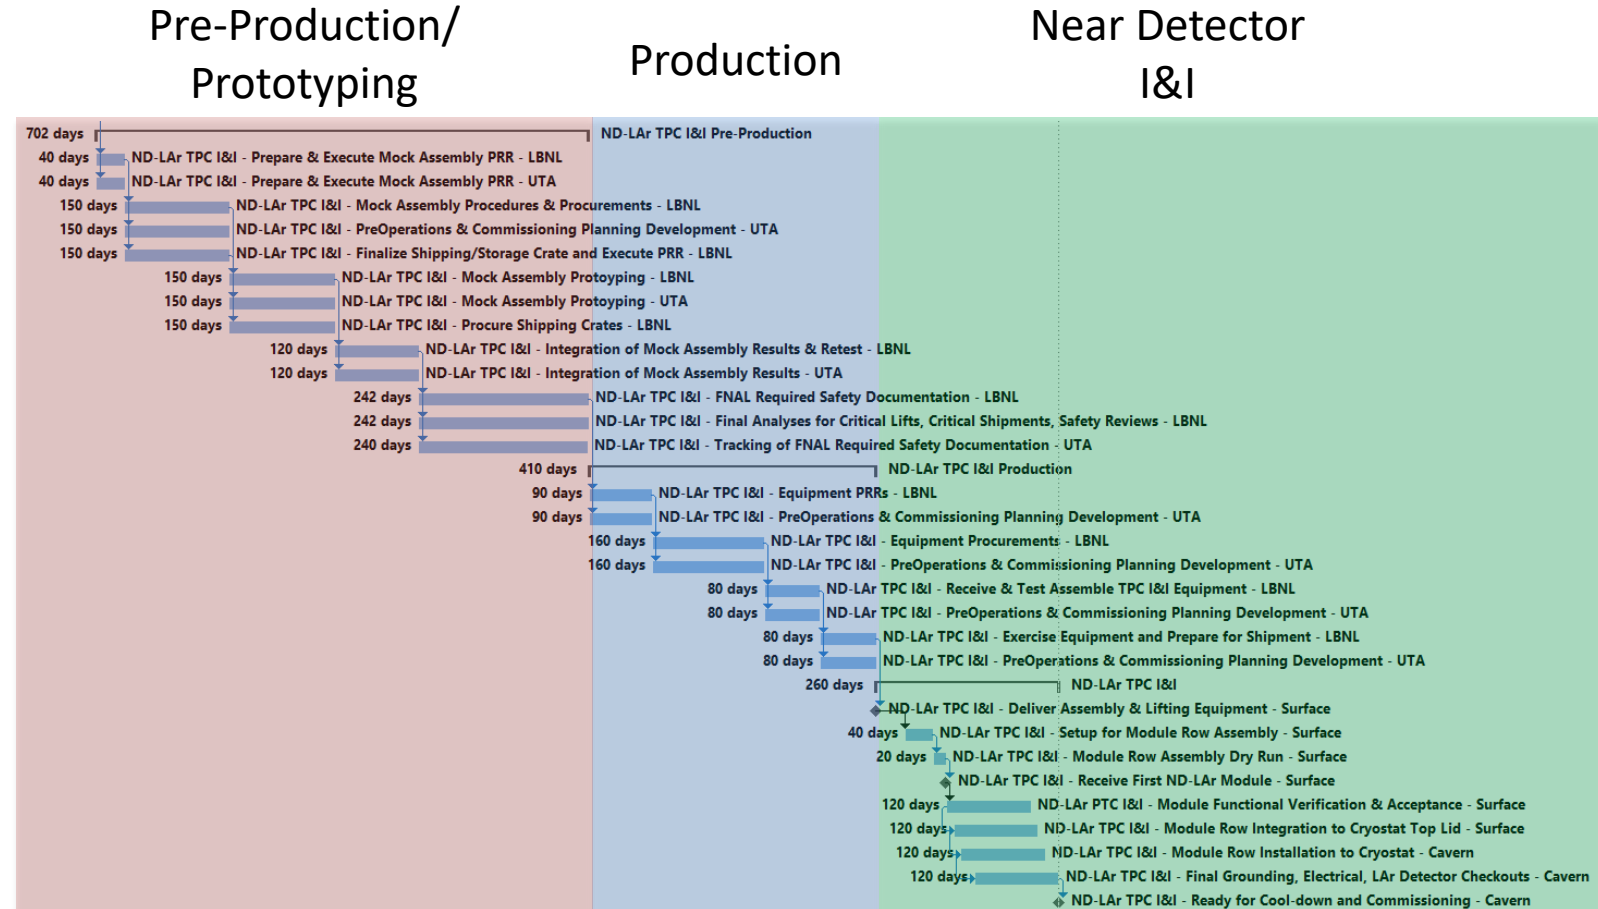 Pre-Production/
Prototyping
Production
Near Detector
I&I
702 days ND-LAr TPC I&I Pre-Production
40 days ND-LAr TPC I&I - Prepare & Execute Mock Assembly PRR - LBNL
40 days ND-LAr TPC I&I - Prepare & Execute Mock Assembly PRR - UTA
150 days ND-LAr TPC I&I - Mock Assembly Procedures & Procurements - LBNL
150 days ND-LAr TPC I&I - PreOperations & Commissioning Planning Development - UTA
150 days ND-LAr TPC I&I - Finalize Shipping/Storage Crate and Execute PRR - LBNL
150 days ND-LAr TPC I&I - Mock Assembly Protoyping - LBNL
150 days ND-LAr TPC I&I - Mock Assembly Protoyping - UTA
150 days ND-LAr TPC I&I - Procure Shipping Crates - LBNL
120 days ND-LAr TPC I&I - Integration of Mock Assembly Results & Retest - LBNL
120 days ND-LAr TPC I&I - Integration of Mock Assembly Results - UTA
242 days ND-LAr TPC I&I - FNAL Required Safety Documentation - LBNL
242 days ND-LAr TPC I&I - Final Analyses for Critical Lifts, Critical Shipments, Safety Reviews - LBNL
240 days ND-LAr TPC I&I - Tracking of FNAL Required Safety Documentation - UTA
410 days ND-LAr TPC I&I Production
90 days ND-LAr TPC I&I - Equipment PRRs - LBNL
90 days ND-LAr TPC I&I - PreOperations & Commissioning Planning Development - UTA
160 days ND-LAr TPC I&I - Equipment Procurements - LBNL
160 days ND-LAr TPC I&I - PreOperations & Commissioning Planning Development - UTA
80 days ND-LAr TPC I&I - Receive & Test Assemble TPC I&I Equipment - LBNL
80 days ND-LAr TPC I&I - PreOperations & Commissioning Planning Development - UTA
80 days ND-LAr TPC I&I - Exercise Equipment and Prepare for Shipment - LBNL
80 days ND-LAr TPC I&I - PreOperations & Commissioning Planning Development - UTA
260 days ND-LAr TPC I&I
ND-LAr TPC I&I - Deliver Assembly & Lifting Equipment - Surface
40 days ND-LAr TPC I&I - Setup for Module Row Assembly - Surface
20 days ND-LAr TPC I&I - Module Row Assembly Dry Run - Surface
ND-LAr TPC I&I - Receive First ND-LAr Module - Surface
120 days ND-LAr PTC I&I - Module Functional Verification & Acceptance - Surface
120 days ND-LAr TPC I&I - Module Row Integration to Cryostat Top Lid - Surface
120 days ND-LAr TPC I&I - Module Row Installation to Cryostat - Cavern
120 days ND-LAr TPC I&I - Final Grounding, Electrical, LAr Detector Checkouts - Cavern
ND-LAr TPC I&I - Ready for Cool-down and Commissioning - Cavern